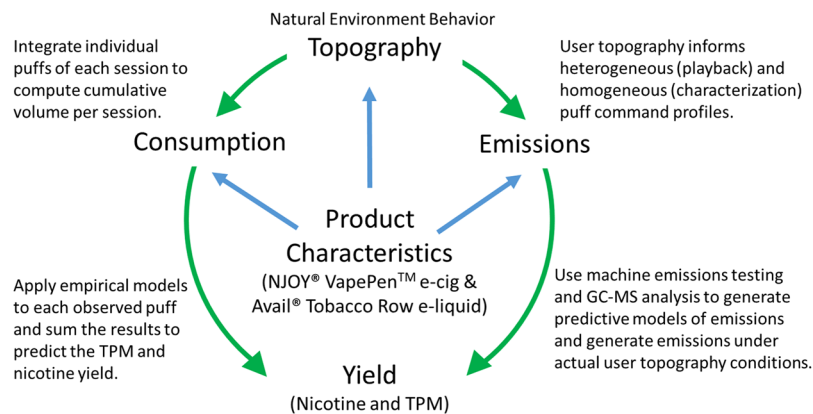 Natural Environment Behavior
Topography
Integrate individual
puffs of each session to
compute cumulative
volume per session.
User topography informs
heterogeneous (playback) and
homogeneous (characterization)
puff command profiles.
Consumption
Emissions
Product
Characteristics
(NJOY® VapePen™ e-cig &
Avail® Tobacco Row e-liquid)
Apply empirical models
to each observed puff
and sum the results to
predict the TPM and
nicotine yield.
Use machine emissions testing
and GC-MS analysis to generate
predictive models of emissions
and generate emissions under
actual user topography conditions.
Yield
(Nicotine and TPM)